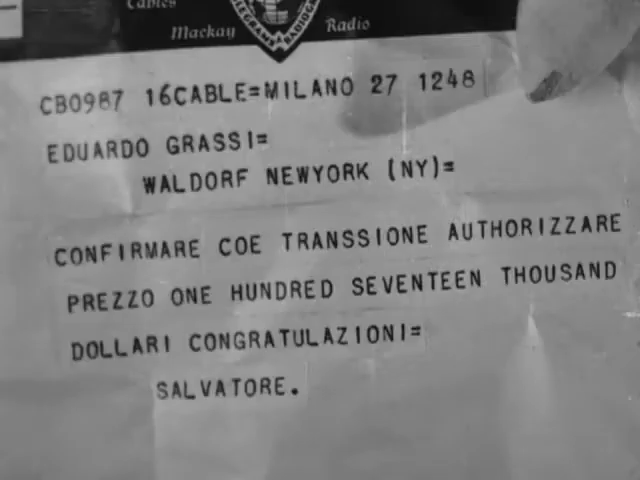 Cables
Mackay Radio
CB0987 16CABLE=MILANO 27 1248
EDUARDO GRASSI=
WALDORF NEWYORK (NY)=
CONFIRMARE COE TRANSSIONE AUTHORIZZARE
PREZZO ONE HUNDRED SEVENTEEN THOUSAND
DOLLARI CONGRATULAZIONI=
SALVATORE.